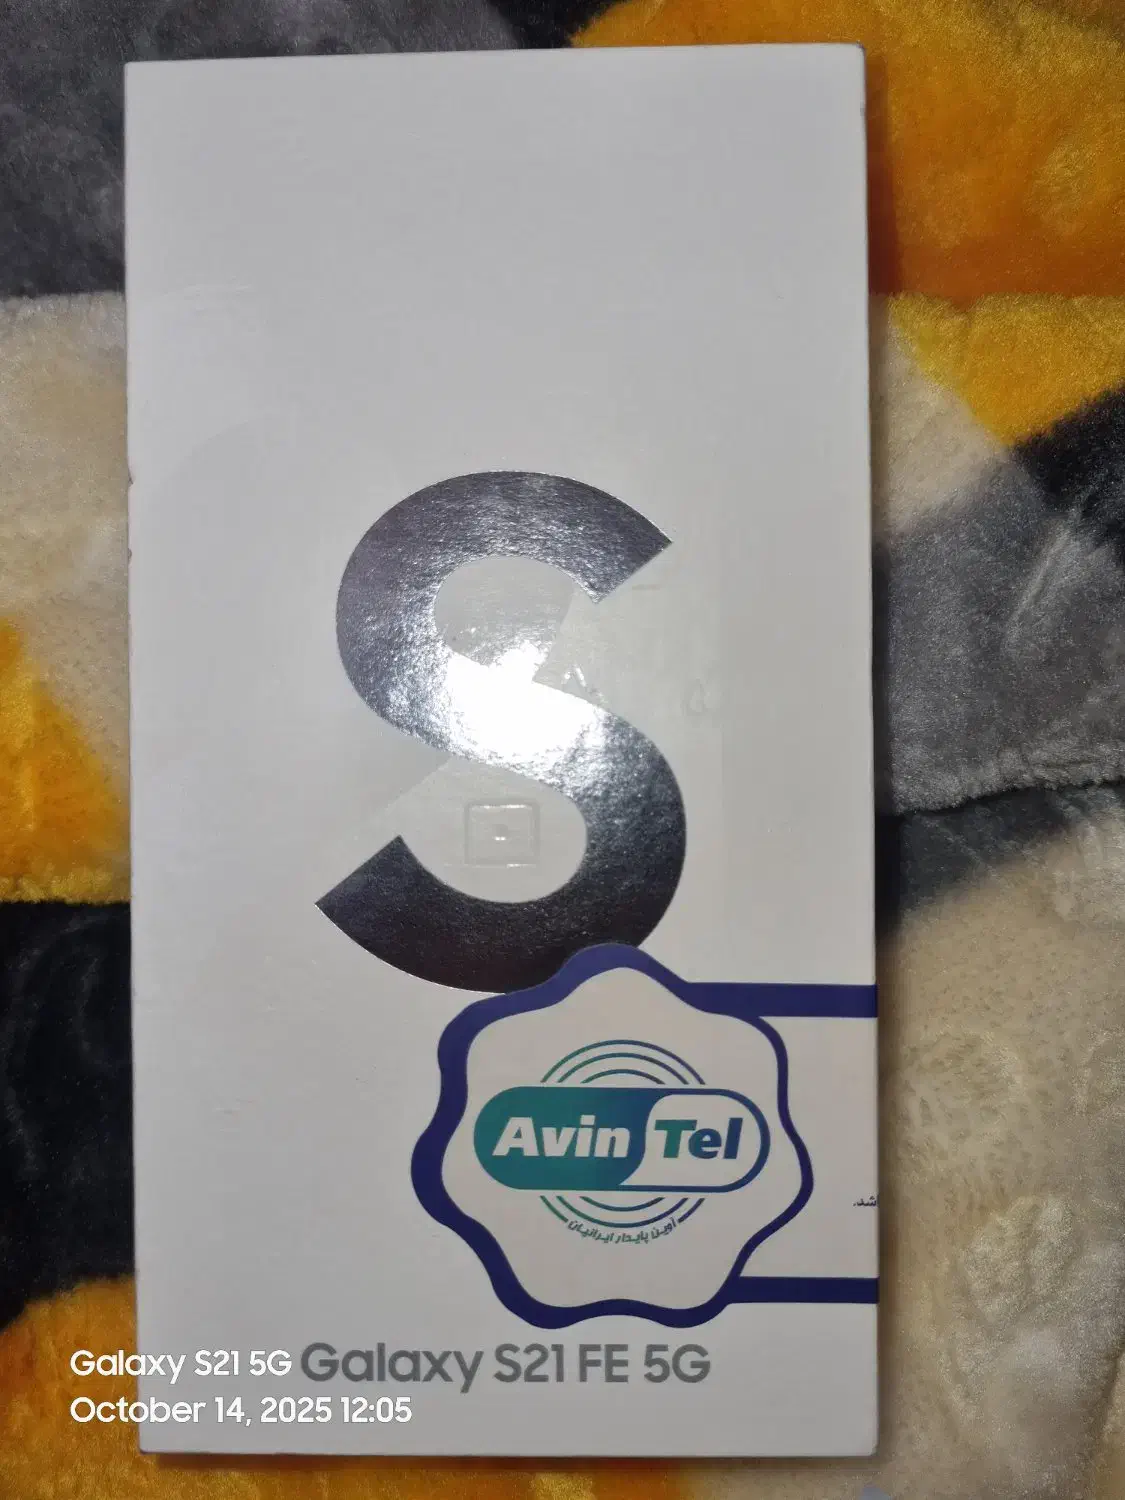 S
Avin Tel
آوین پایدار ایرانیان
Galaxy S21 FE 5G
Galaxy S21 5G
October 14, 2025 12:05